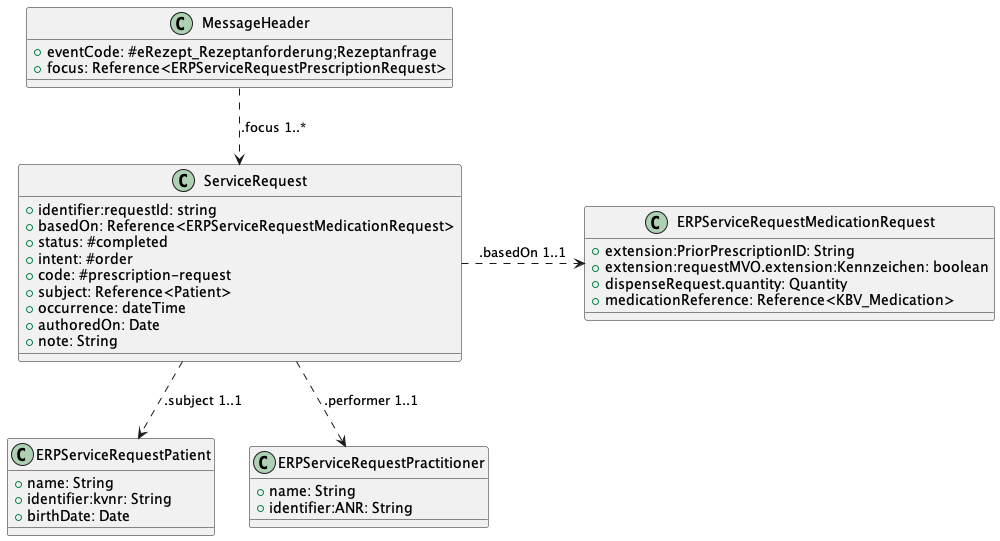 C MessageHeader
eventCode: #eRezept_Rezeptanforderung;Rezeptanfrage
focus: Reference<ERPServiceRequestPrescriptionRequest>
.focus 1..*
C ServiceRequest
identifier:requestId: string
basedOn: Reference<ERPServiceRequestMedicationRequest>
status: #completed
intent: #order
code: #prescription-request
subject: Reference<Patient>
occurrence: dateTime
authoredOn: Date
note: String
.basedOn 1..1
C ERPServiceRequestMedicationRequest
extension:PriorPrescriptionID: String
extension:requestMVO.extension:Kennzeichen: boolean
dispenseRequest.quantity: Quantity
medicationReference: Reference<KBV_Medication>
.subject 1..1
.performer 1..1
C ERPServiceRequestPatient
name: String
identifier:kvnr: String
birthDate: Date
C ERPServiceRequestPractitioner
name: String
identifier:ANR: String